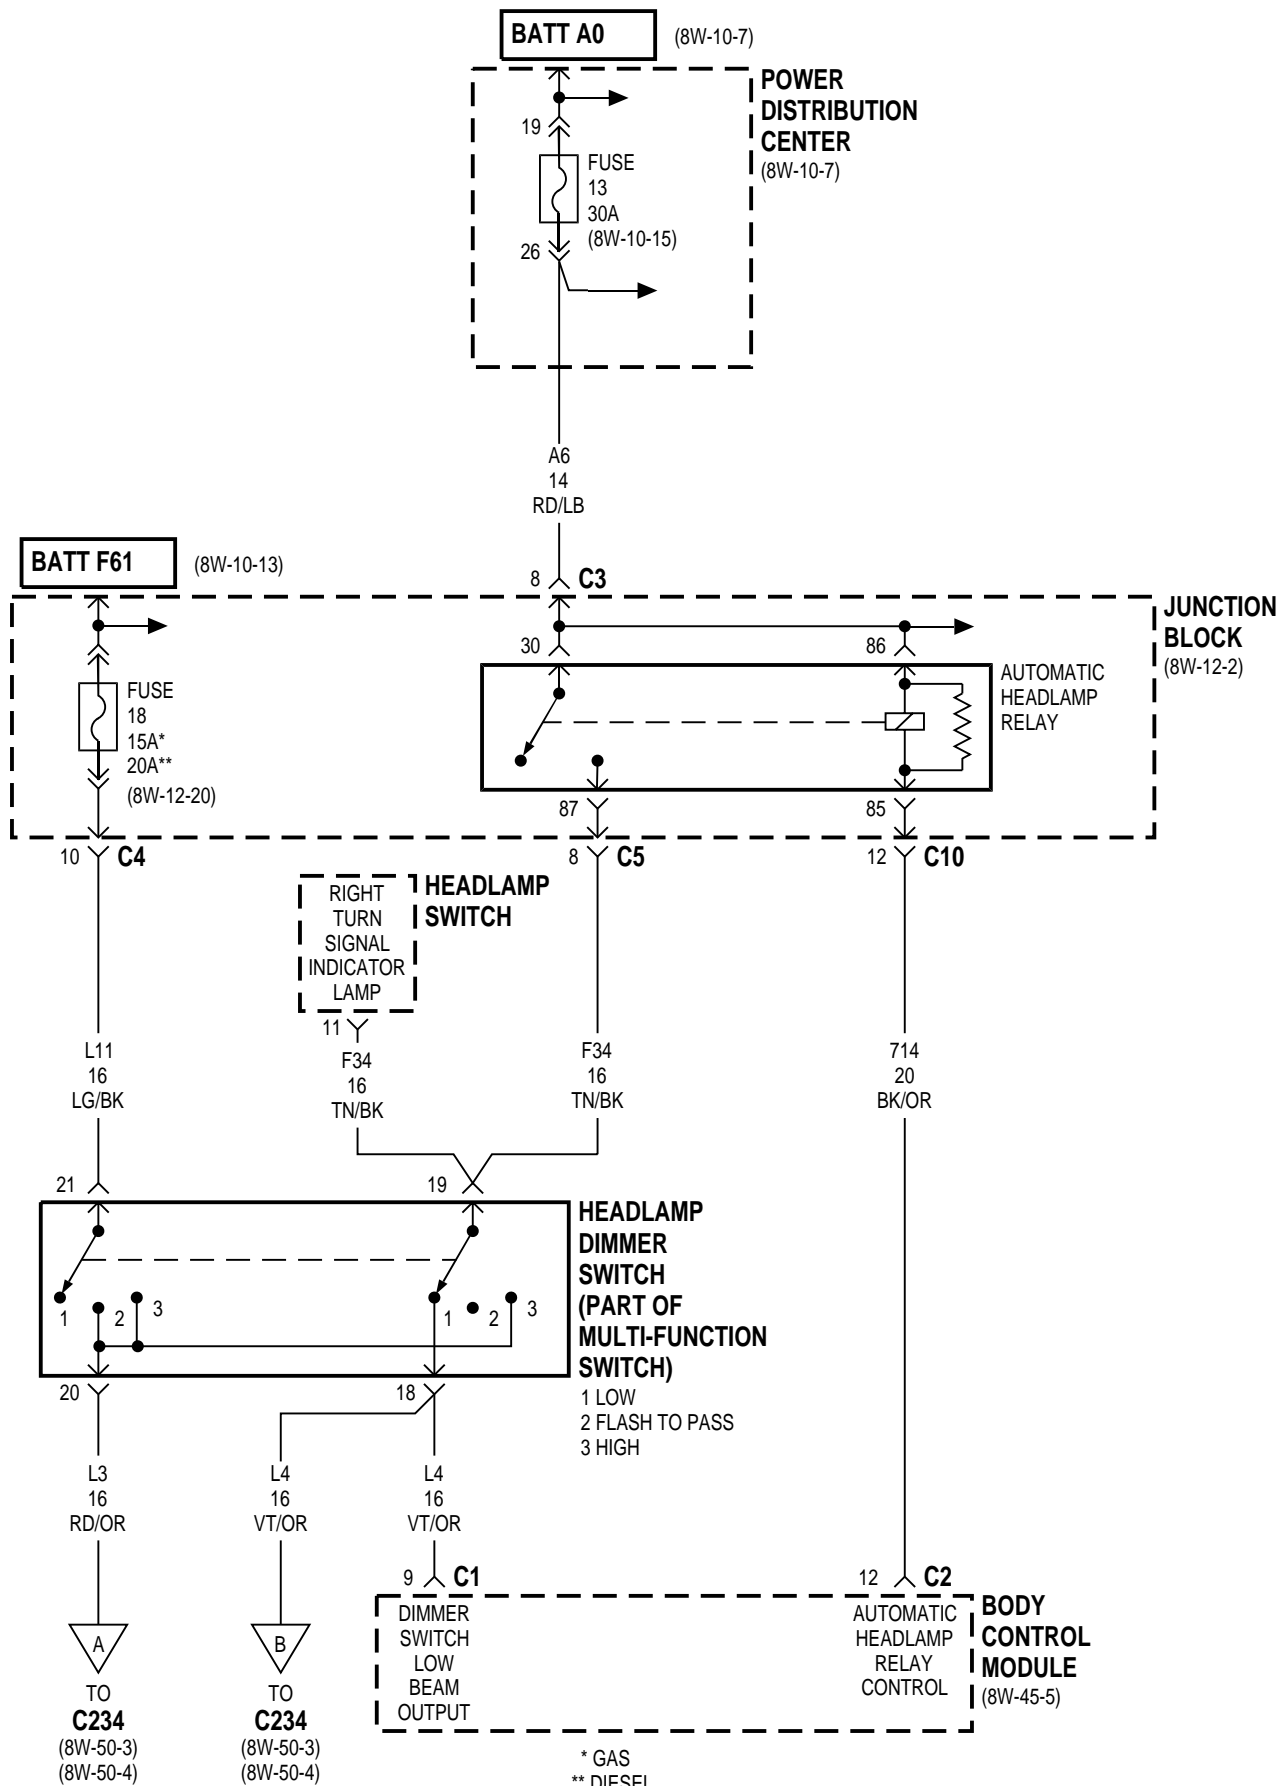 BATT A0
(8W-10-7)
POWER
DISTRIBUTION
CENTER
(8W-10-7)
19
FUSE
13
30A
(8W-10-15)
26
A6
14
RD/LB
BATT F61
(8W-10-13)
8
C3
JUNCTION
BLOCK
(8W-12-2)
30
86
AUTOMATIC
HEADLAMP
RELAY
FUSE
18
15A*
20A**
(8W-12-20)
87
85
10
C4
8
C5
12
C10
RIGHT
TURN
SIGNAL
INDICATOR
LAMP
HEADLAMP
SWITCH
11
L11
16
LG/BK
F34
16
TN/BK
F34
16
TN/BK
714
20
BK/OR
21
19
HEADLAMP
DIMMER
SWITCH
(PART OF
MULTI-FUNCTION
SWITCH)
1 LOW
2 FLASH TO PASS
3 HIGH
1
2
3
1
2
3
20
18
L3
16
RD/OR
L4
16
VT/OR
L4
16
VT/OR
9
C1
12
C2
DIMMER
SWITCH
LOW
BEAM
OUTPUT
AUTOMATIC
HEADLAMP
RELAY
CONTROL
BODY
CONTROL
MODULE
(8W-45-5)
A
TO
C234
(8W-50-3)
(8W-50-4)
B
TO
C234
(8W-50-3)
(8W-50-4)
* GAS
** DIESEL